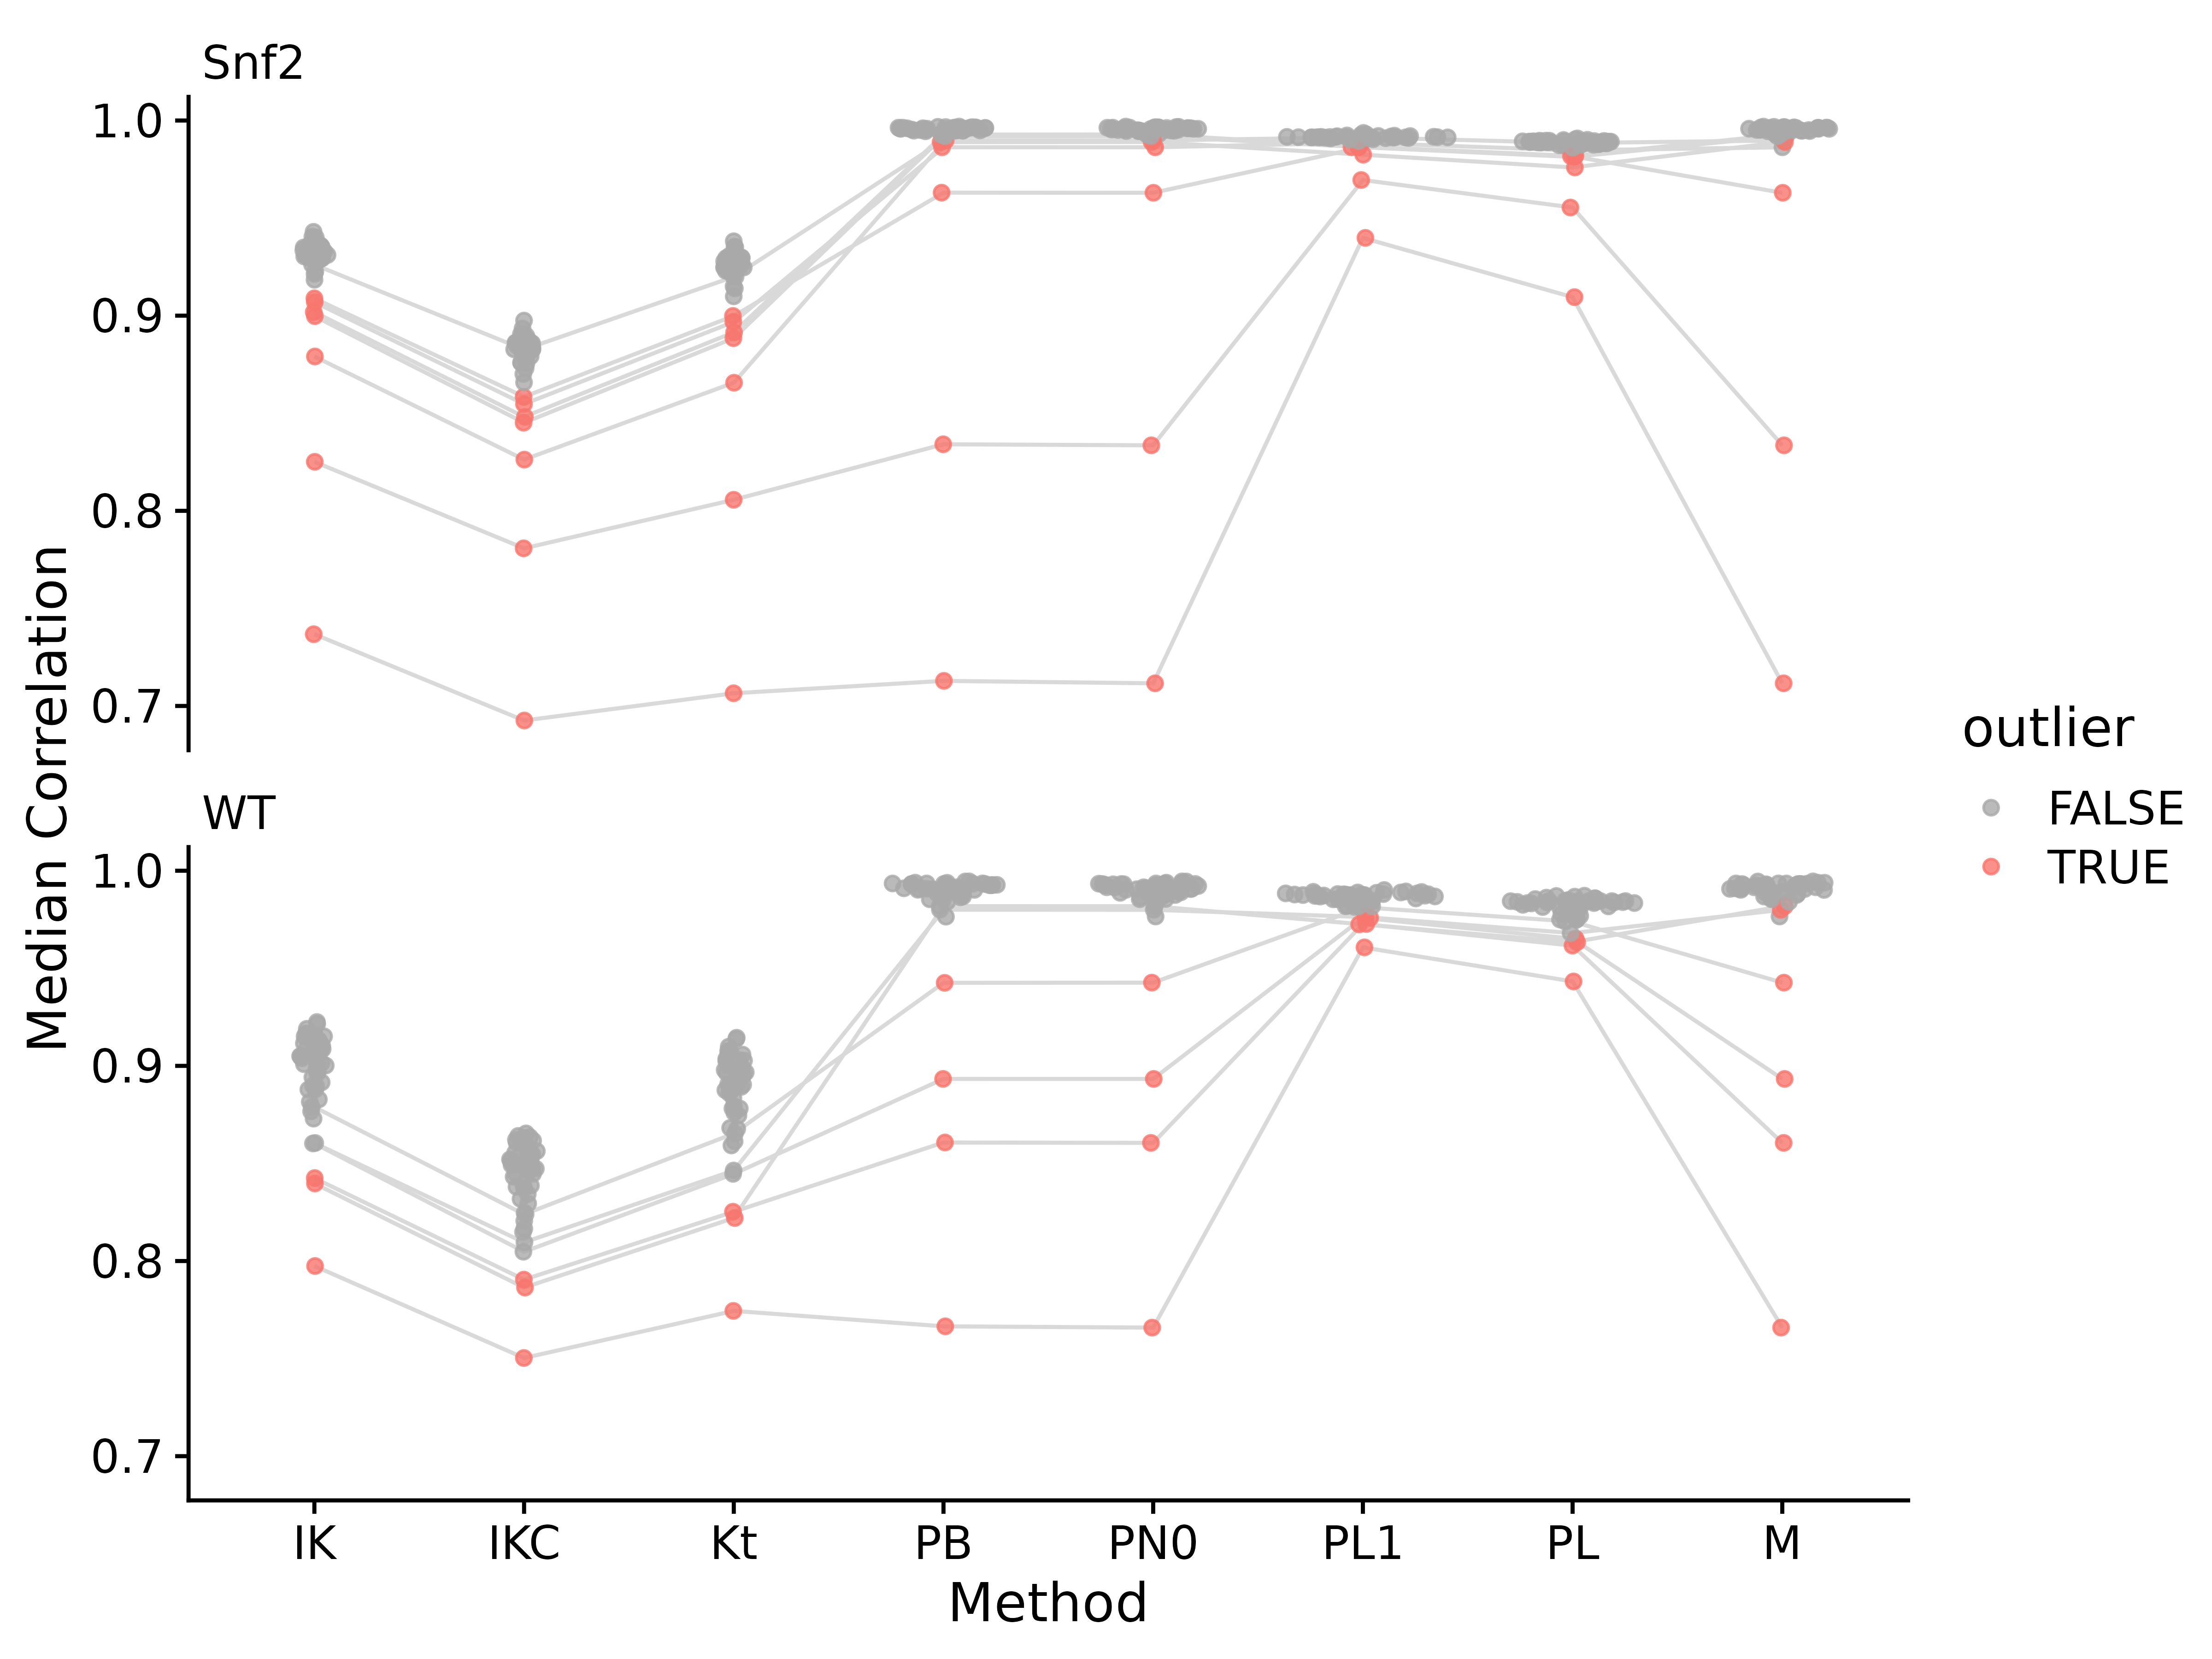 Snf2
1.0
0.9
0.8
0.7
Median Correlation
WT
1.0
0.9
0.8
0.7
IK IKC Kt PB PN0 PL1 PL M
Method
outlier
FALSE
TRUE